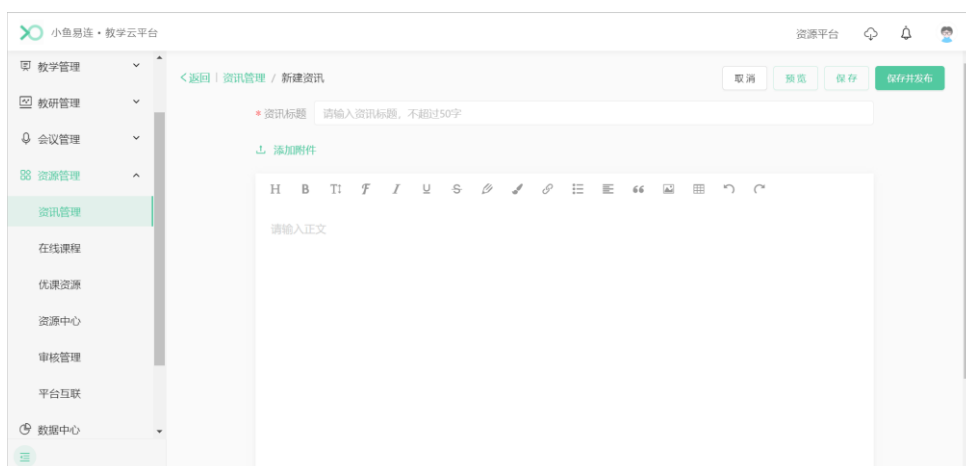 小鱼易连·教学云平台
资源平台
教学管理
教研管理
会议管理
资源管理
资讯管理
在线课程
优课资源
资源中心
审核管理
平台互联
数据中心
<返回 | 资讯管理 / 新建资讯
取消
预览
保存
保存并发布
* 资讯标题
请输入资讯标题，不超过50字
添加附件
H B T F I U S
请输入正文